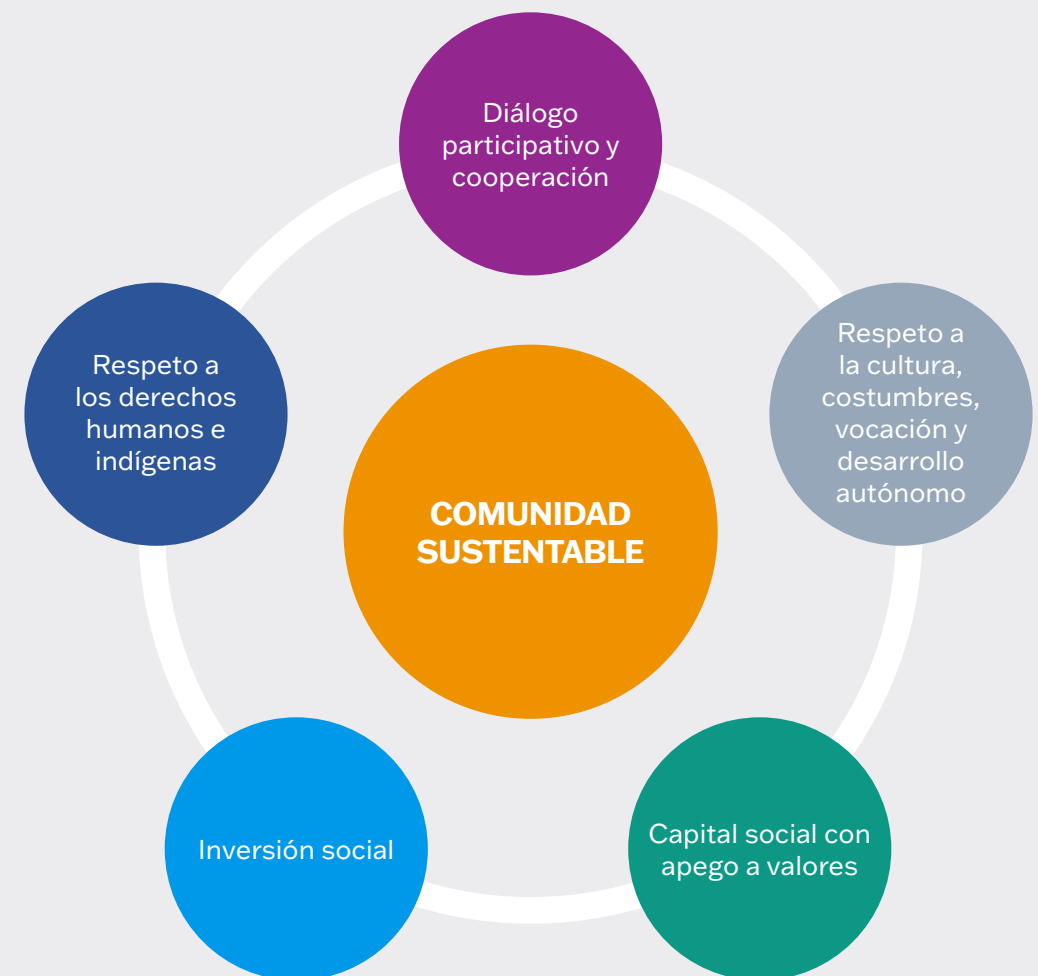 Diálogo
participativo y
cooperación
Respeto a
los derechos
humanos e
indígenas
Respeto a
la cultura,
costumbres,
vocación y
desarrollo
autónomo
COMUNIDAD
SUSTENTABLE
Inversión social
Capital social con
apego a valores